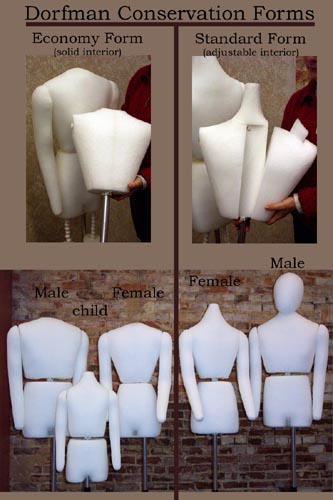 Dorfman Conservation Forms
Economy Form
(solid interior)
Standard Form
(adjustable interior)
Male
child
Female
Female
Male